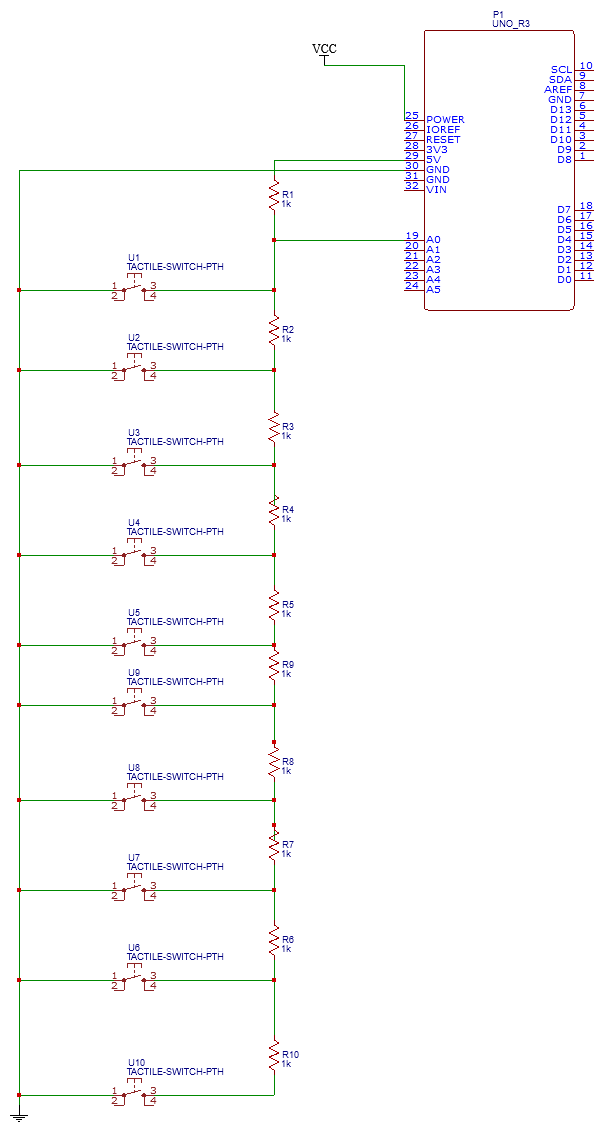 P1
UNO_R3
VCC
SCL 10
SDA 9
AREF 8
GND 7
D13 6
D12 5
D11 4
D10 3
D9 2
D8 1
25 POWER
26 IOREF
27 RESET
28 3V3
29 5V
30 GND
31 GND
32 VIN
D7 18
D6 17
D5 16
D4 15
D3 14
D2 13
D1 12
D0 11
19 A0
20 A1
21 A2
22 A3
23 A4
24 A5
R1
1k
U1
TACTILE-SWITCH-PTH
1 3
2 4
R2
1k
U2
TACTILE-SWITCH-PTH
1 3
2 4
R3
1k
U3
TACTILE-SWITCH-PTH
1 3
2 4
R4
1k
U4
TACTILE-SWITCH-PTH
1 3
2 4
R5
1k
U5
TACTILE-SWITCH-PTH
1 3
2 4
R9
1k
U9
TACTILE-SWITCH-PTH
1 3
2 4
R8
1k
U8
TACTILE-SWITCH-PTH
1 3
2 4
R7
1k
U7
TACTILE-SWITCH-PTH
1 3
2 4
R6
1k
U6
TACTILE-SWITCH-PTH
1 3
2 4
R10
1k
U10
TACTILE-SWITCH-PTH
1 3
2 4